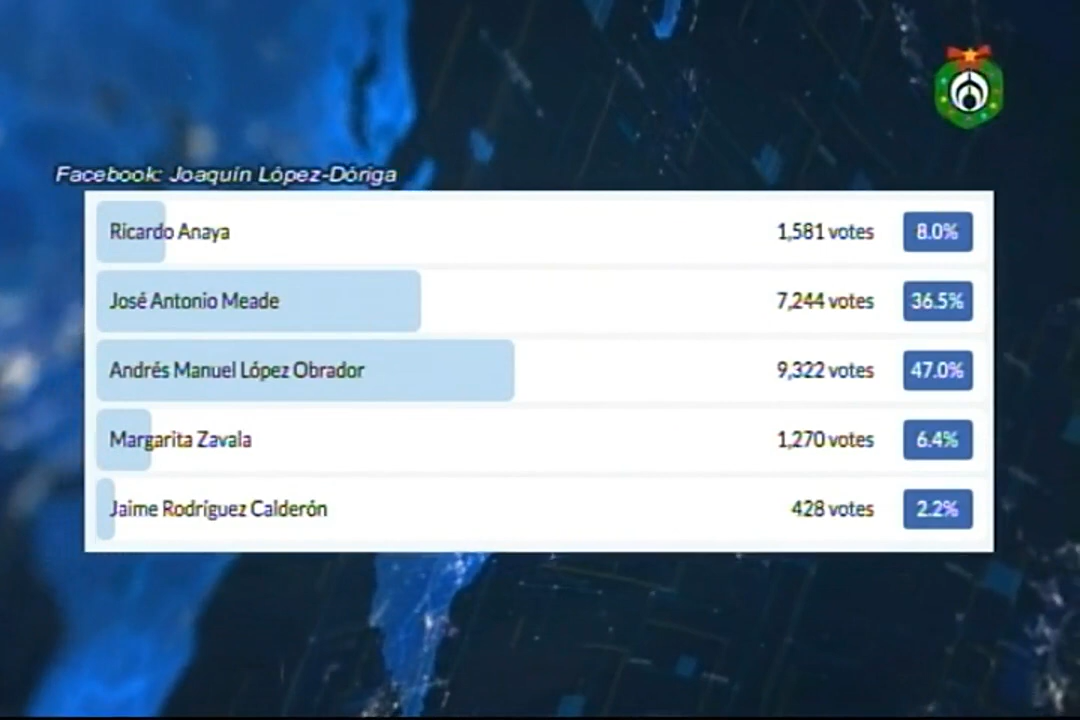 Facebook: Joaquín López-Dóriga
Ricardo Anaya 1,581 votes 8.0%
José Antonio Meade 7,244 votes 36.5%
Andrés Manuel López Obrador 9,322 votes 47.0%
Margarita Zavala 1,270 votes 6.4%
Jaime Rodríguez Calderón 428 votes 2.2%